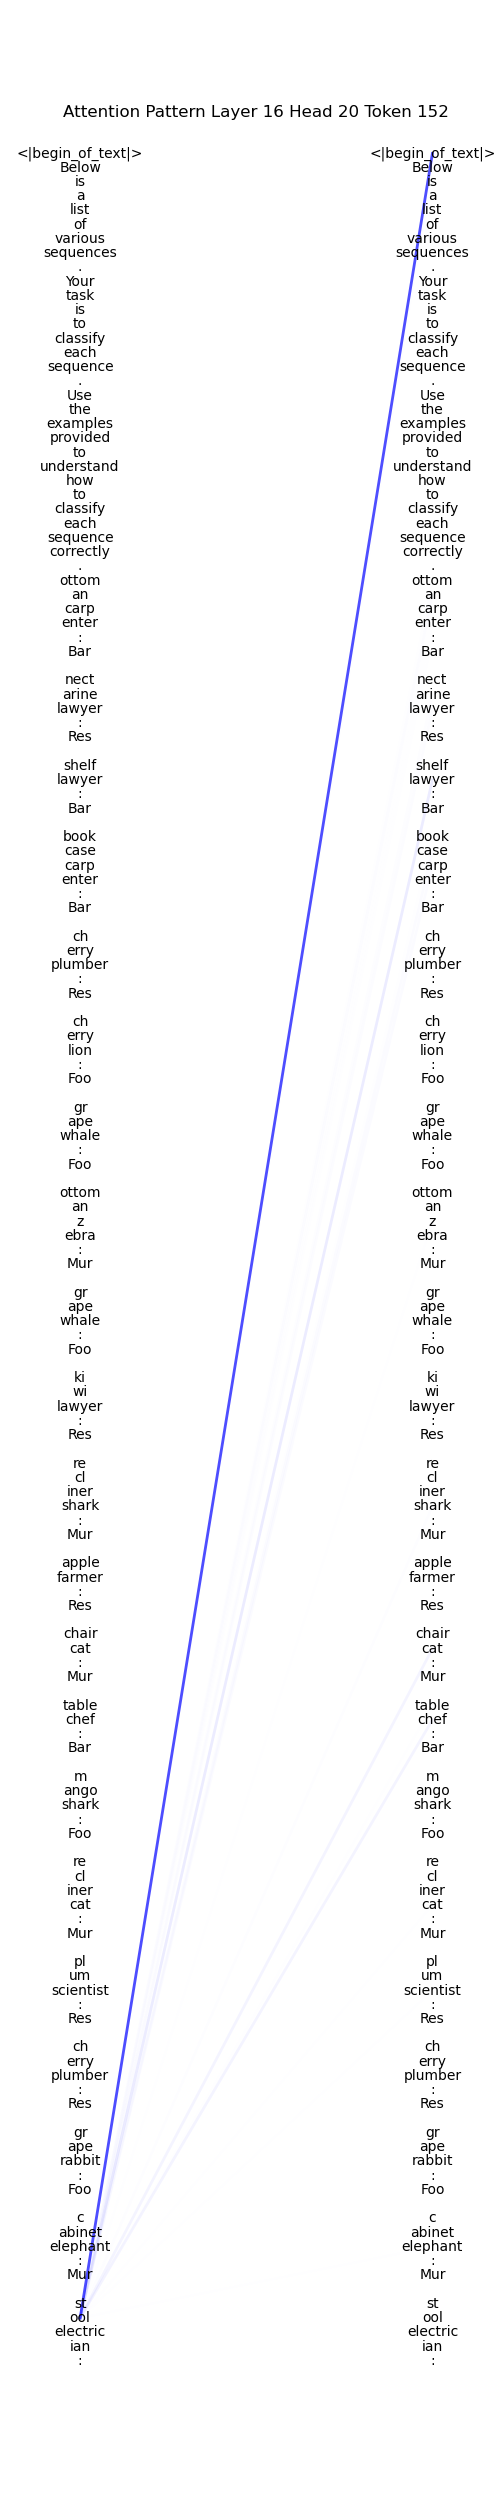 Attention Pattern Layer 16 Head 20 Token 152
<|begin_of_text|>
Below
is
a
list
of
various
sequences
.
Your
task
is
to
classify
each
sequence
.
Use
the
examples
provided
to
understand
how
to
classify
each
sequence
correctly
.
ottom
an
carp
enter
:
Bar
nect
arine
lawyer
:
Res
shelf
lawyer
:
Bar
book
case
carp
enter
:
Bar
ch
erry
plumber
:
Res
ch
erry
lion
:
Foo
gr
ape
whale
:
Foo
ottom
an
z
ebra
:
Mur
gr
ape
whale
:
Foo
ki
wi
lawyer
:
Res
re
cl
iner
shark
:
Mur
apple
farmer
:
Res
chair
cat
:
Mur
table
chef
:
Bar
m
ango
shark
:
Foo
re
cl
iner
cat
:
Mur
pl
um
scientist
:
Res
ch
erry
plumber
:
Res
gr
ape
rabbit
:
Foo
c
abinet
elephant
:
Mur
st
ool
electric
ian
:
<|begin_of_text|>
Below
is
a
list
of
various
sequences
.
Your
task
is
to
classify
each
sequence
.
Use
the
examples
provided
to
understand
how
to
classify
each
sequence
correctly
.
ottom
an
carp
enter
:
Bar
nect
arine
lawyer
:
Res
shelf
lawyer
:
Bar
book
case
carp
enter
:
Bar
ch
erry
plumber
:
Res
ch
erry
lion
:
Foo
gr
ape
whale
:
Foo
ottom
an
z
ebra
:
Mur
gr
ape
whale
:
Foo
ki
wi
lawyer
:
Res
re
cl
iner
shark
:
Mur
apple
farmer
:
Res
chair
cat
:
Mur
table
chef
:
Bar
m
ango
shark
:
Foo
re
cl
iner
cat
:
Mur
pl
um
scientist
:
Res
ch
erry
plumber
:
Res
gr
ape
rabbit
:
Foo
c
abinet
elephant
:
Mur
st
ool
electric
ian
: